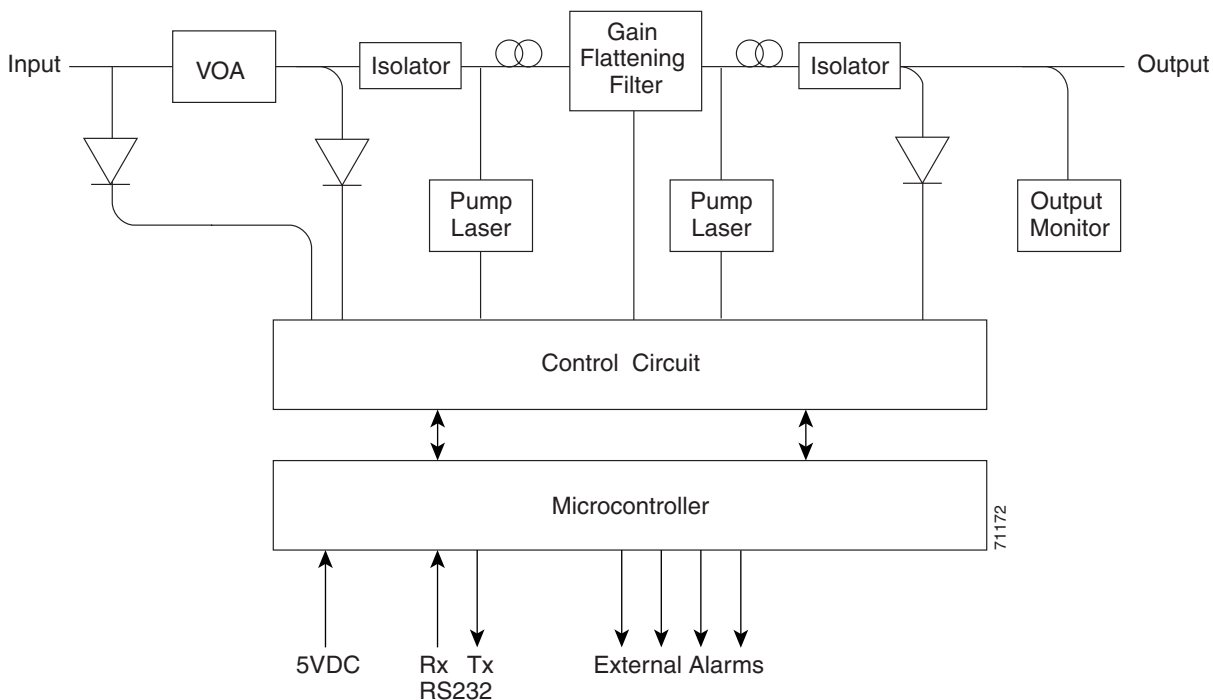 Input
VOA
Isolator
Gain
Flattening
Filter
Isolator
Output
Pump
Laser
Pump
Laser
Output
Monitor
Control Circuit
Microcontroller
71172
5VDC
Rx Tx
RS232
External Alarms